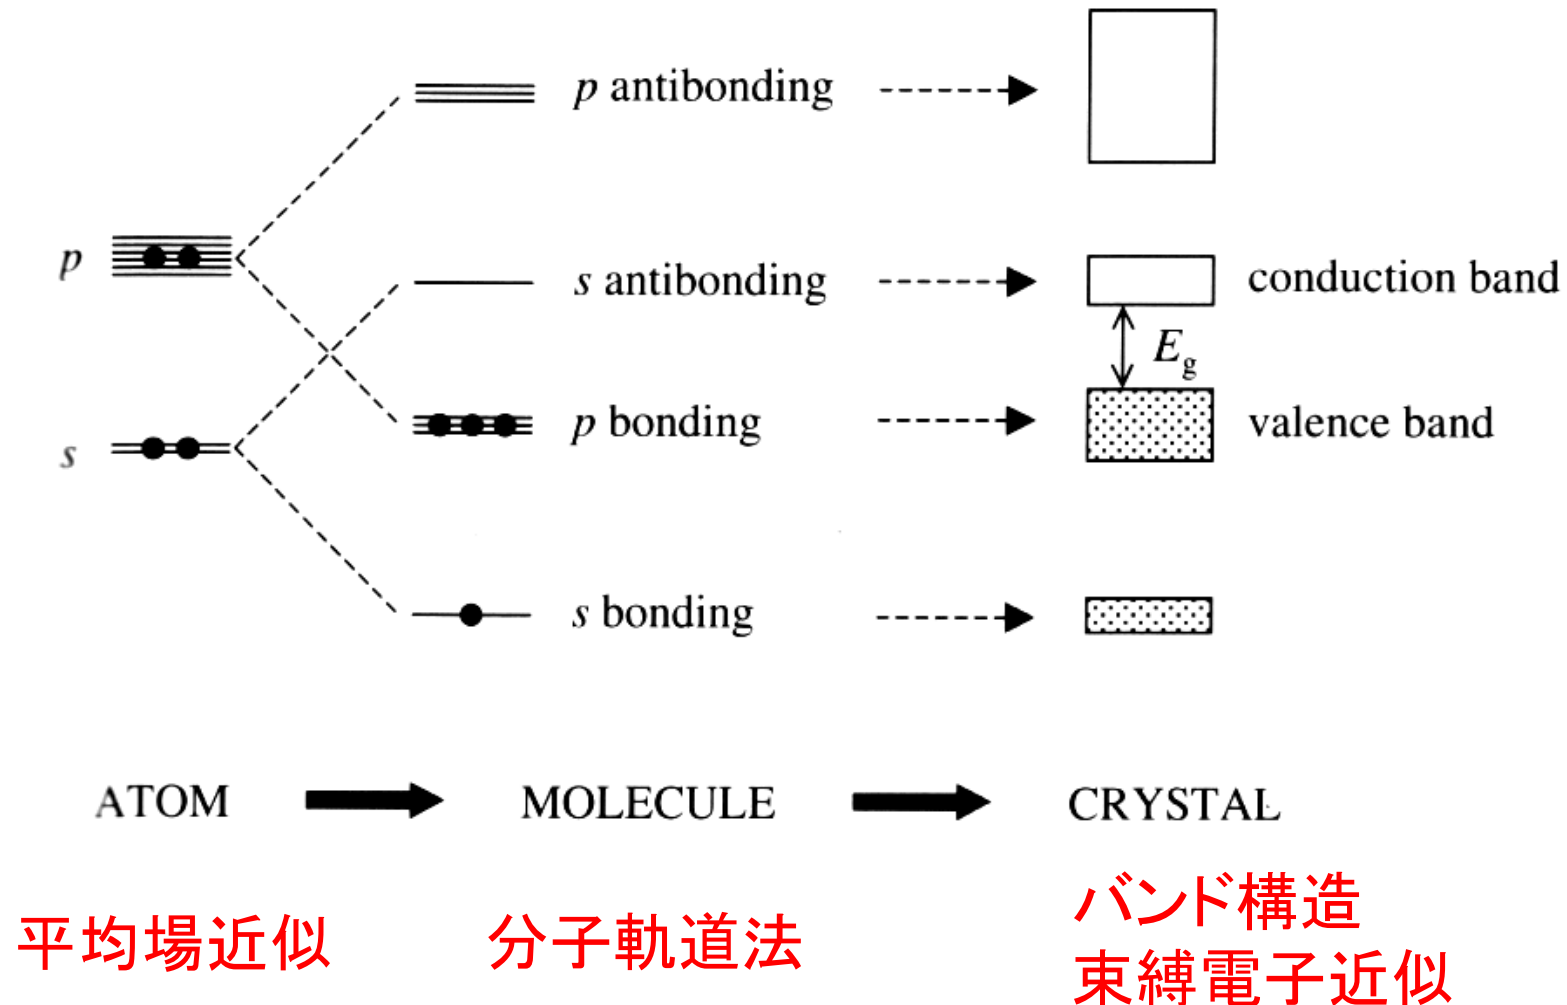 p antibonding
p
s antibonding
conduction band
Eg
s
p bonding
valence band
s bonding
ATOM
MOLECULE
CRYSTAL
平均場近似
分子軌道法
バンド構造
束縛電子近似